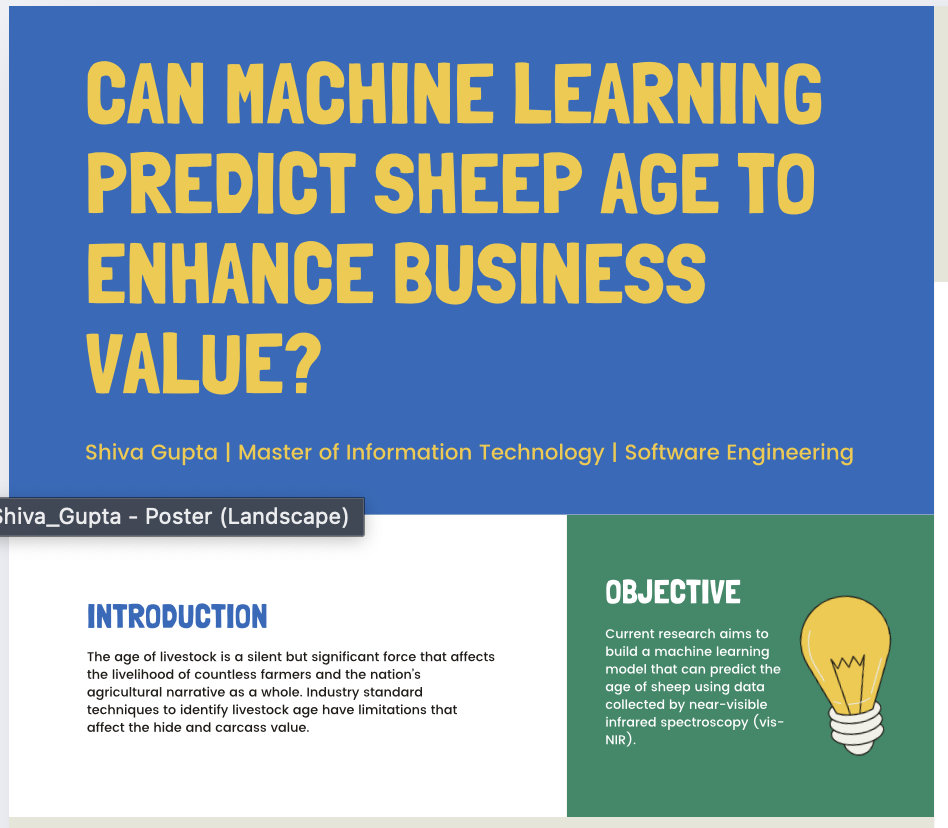 CAN MACHINE LEARNING
PREDICT SHEEP AGE TO
ENHANCE BUSINESS
VALUE?
Shiva Gupta | Master of Information Technology | Software Engineering
Shiva_Gupta - Poster (Landscape)
INTRODUCTION
The age of livestock is a silent but significant force that affects
the livelihood of countless farmers and the nation's
agricultural narrative as a whole. Industry standard
techniques to identify livestock age have limitations that
affect the hide and carcass value.
OBJECTIVE
Current research aims to
build a machine learning
model that can predict the
age of sheep using data
collected by near-visible
infrared spectroscopy (vis-
NIR).